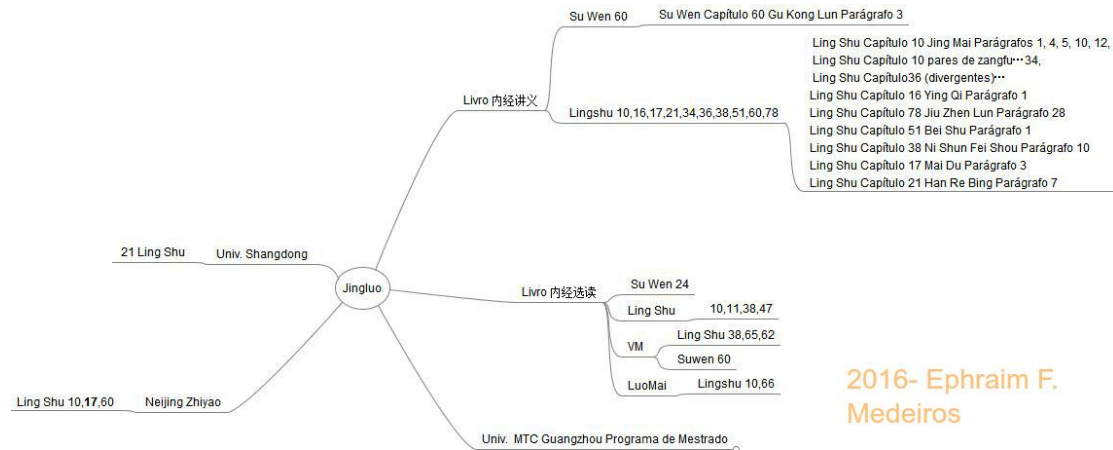 Su Wen 60
Su Wen Capítulo 60 Gu Kong Lun Parágrafo 3
Livro 内经讲义
Lingshu 10,16,17,21,34,36,38,51,60,78
Ling Shu Capítulo 10 Jing Mai Parágrafos 1, 4, 5, 10, 12,
Ling Shu Capítulo 10 pares de zangfu…34,
Ling Shu Capítulo36 (divergentes)…
Ling Shu Capítulo 16 Ying Qi Parágrafo 1
Ling Shu Capítulo 78 Jiu Zhen Lun Parágrafo 28
Ling Shu Capítulo 51 Bei Shu Parágrafo 1
Ling Shu Capítulo 38 Ni Shun Fei Shou Parágrafo 10
Ling Shu Capítulo 17 Mai Du Parágrafo 3
Ling Shu Capítulo 21 Han Re Bing Parágrafo 7
21 Ling Shu
Univ. Shangdong
Jingluo
Livro 内经选读
Su Wen 24
Ling Shu
10,11,38,47
VM
Ling Shu 38,65,62
Suwen 60
LuoMai
Lingshu 10,66
Ling Shu 10,17,60
Neijing Zhiyao
Univ. MTC Guangzhou Programa de Mestrado
2016- Ephraim F.
Medeiros